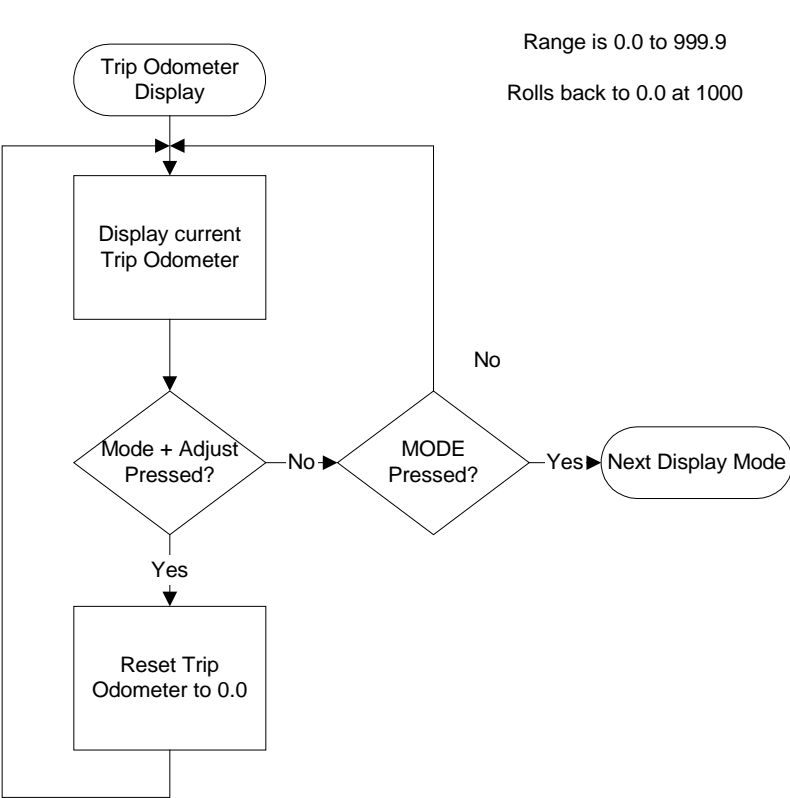 Trip Odometer
Display
Range is 0.0 to 999.9
Rolls back to 0.0 at 1000
Display current
Trip Odometer
No
Mode + Adjust
Pressed?
No
MODE
Pressed?
Yes
Next Display Mode
Yes
Reset Trip
Odometer to 0.0